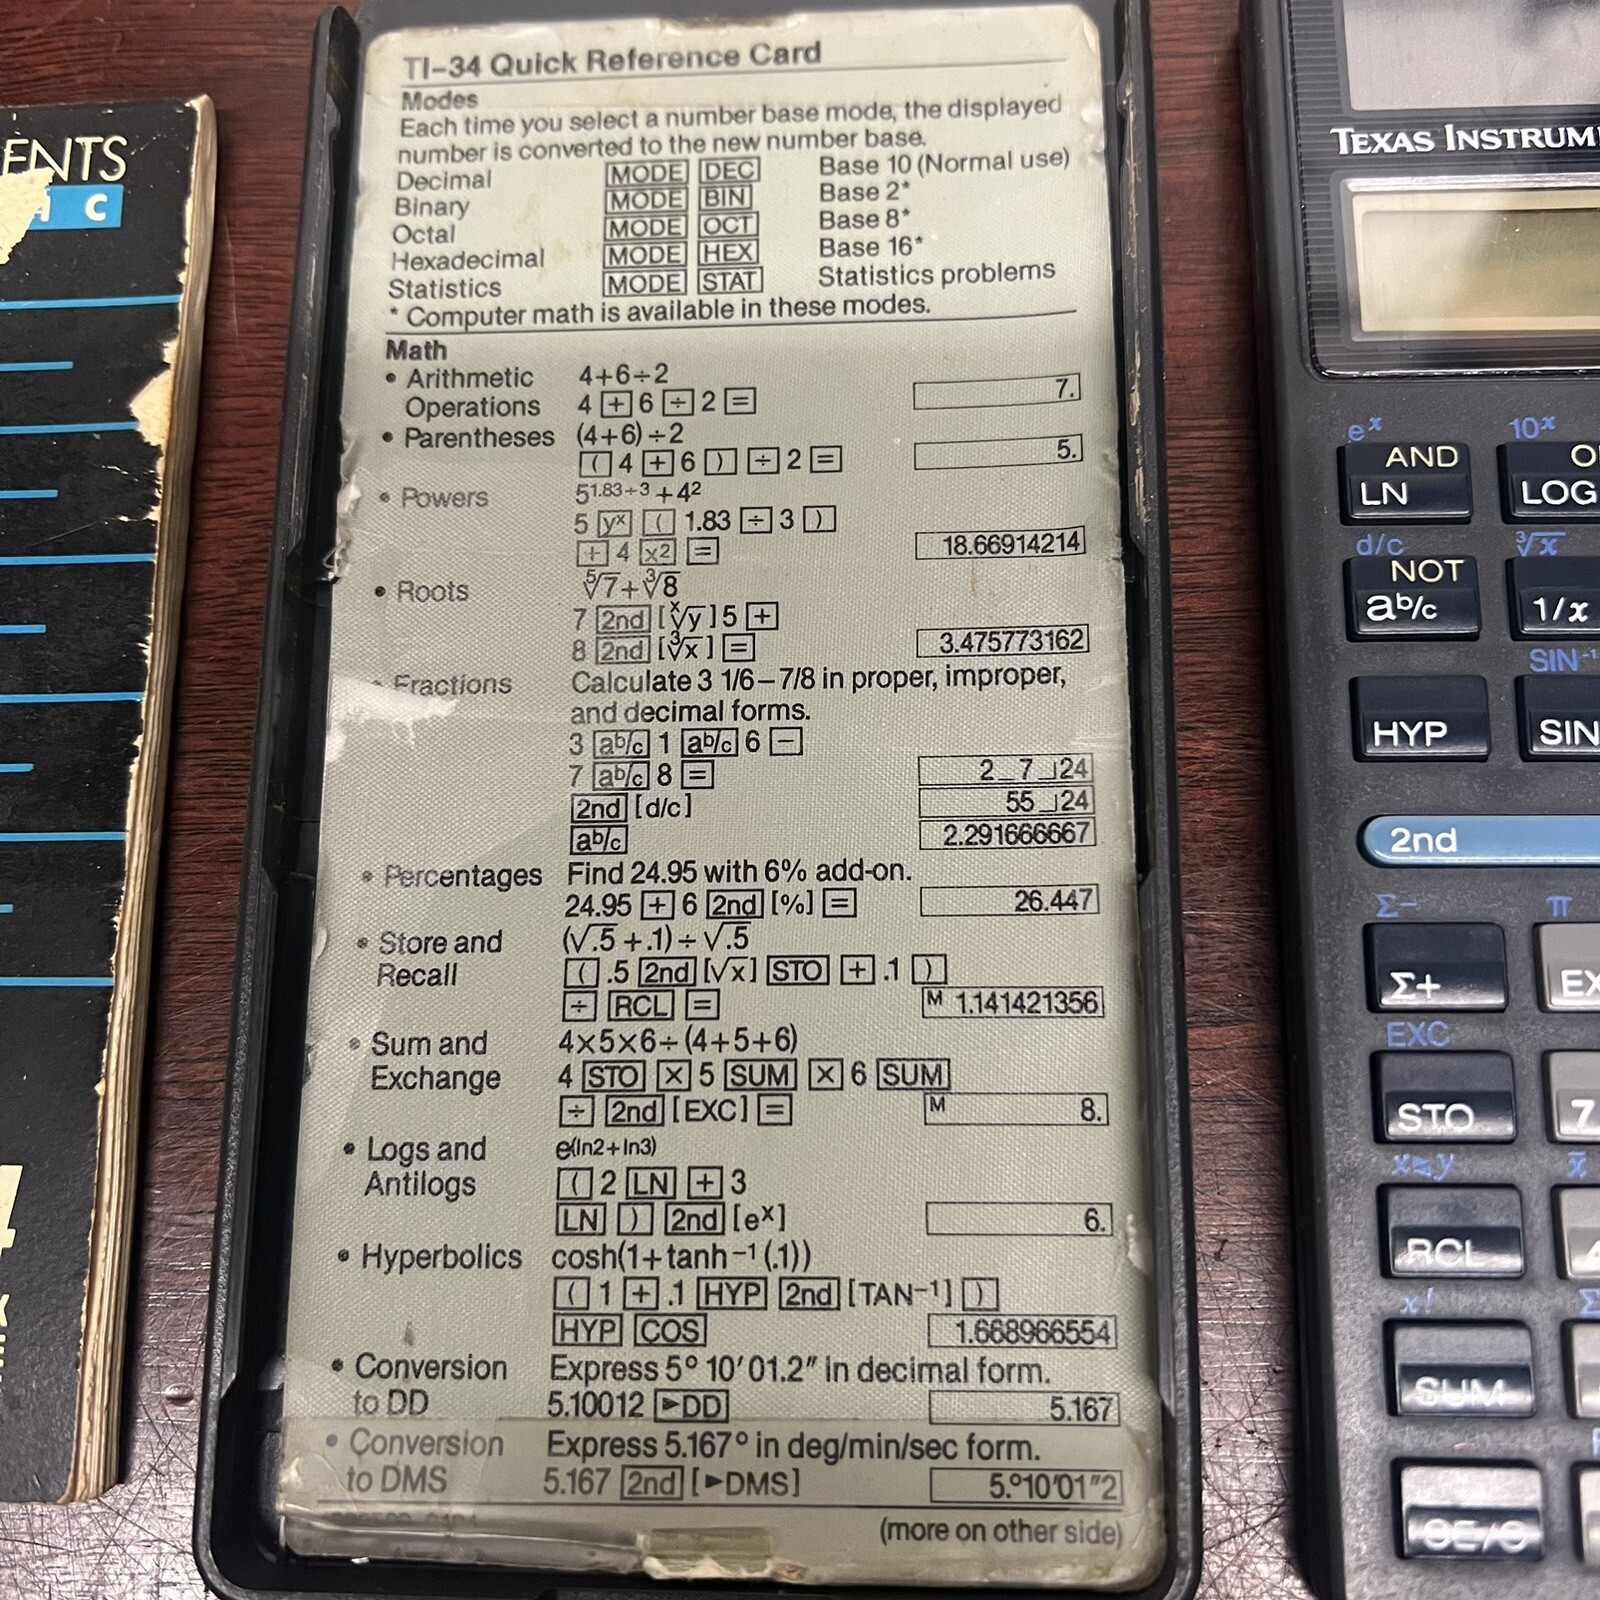 ENTS
A C
4
TI-34 Quick Reference Card
Modes
Each time you select a number base mode, the displayed
number is converted to the new number base.
Decimal MODE DEC Base 10 (Normal use)
Binary MODE BIN Base 2*
Octal MODE OCT Base 8*
Hexadecimal MODE HEX Base 16*
Statistics MODE STAT Statistics problems
* Computer math is available in these modes.
Math
• Arithmetic 4+6÷2
Operations 4 + 6 ÷ 2 = 7.
• Parentheses (4+6)÷2
( 4 + 6 ) ÷ 2 = 5.
• Powers 5^1.83÷3 + 4²
5 yˣ ( 1.83 ÷ 3 )
+ 4 x² = 18.66914214
• Roots ⁵√7+³√8
7 2nd [ˣ√y] 5 +
8 2nd [³√x] = 3.475773162
• Fractions Calculate 3 1/6–7/8 in proper, improper,
and decimal forms.
3 ab/c 1 ab/c 6 −
7 ab/c 8 = 2_7⌟24
2nd [d/c] 55⌟24
ab/c 2.291666667
• Percentages Find 24.95 with 6% add-on.
24.95 + 6 2nd [%] = 26.447
• Store and (√.5+.1)÷√.5
Recall ( .5 2nd [√x] STO + .1 )
÷ RCL = M 1.141421356
• Sum and 4×5×6÷(4+5+6)
Exchange 4 STO × 5 SUM × 6 SUM
÷ 2nd [EXC] = M 8.
• Logs and e(ln2+ln3)
Antilogs ( 2 LN + 3
LN ) 2nd [eˣ] 6.
• Hyperbolics cosh(1+tanh⁻¹(.1))
( 1 + .1 HYP 2nd [TAN⁻¹] )
HYP COS 1.668966554
• Conversion Express 5° 10′ 01.2″ in decimal form.
to DD 5.10012 ►DD 5.167
• Conversion Express 5.167° in deg/min/sec form.
to DMS 5.167 2nd [►DMS] 5.°10′01″2
(more on other side)
TEXAS INSTRUM
eˣ 10ˣ
AND O
LN LOG
d/c ³√x
NOT
ab/c 1/x
SIN⁻¹
HYP SIN
2nd
Σ− π
Σ+ EX
EXC
STO 7
x⇆y x̄
RCL
x! Σ
SUM
CE/C